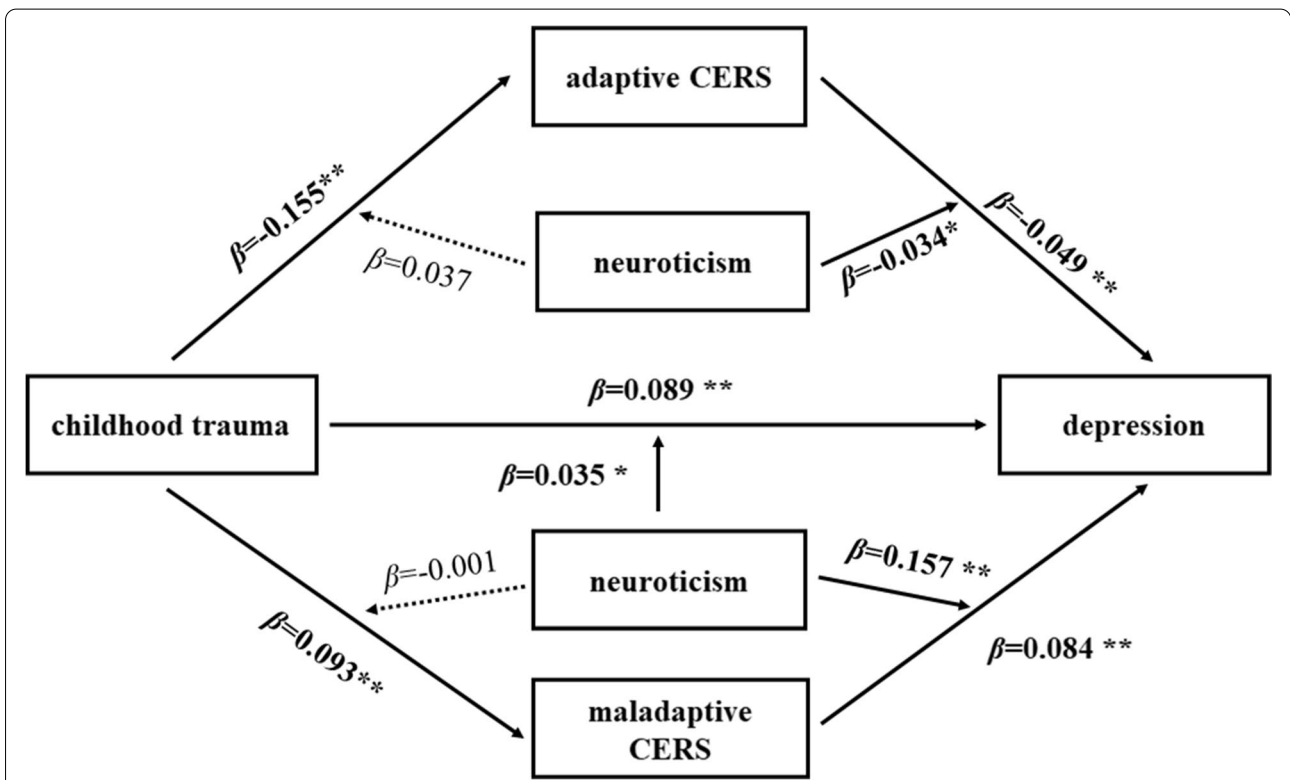 adaptive CERS
β=-0.155**
neuroticism
β=0.037
β=-0.034*
β=-0.049 **
β=0.089 **
childhood trauma
depression
β=0.035 *
β=-0.001
neuroticism
β=0.157 **
β=0.093**
β=0.084 **
maladaptive
CERS